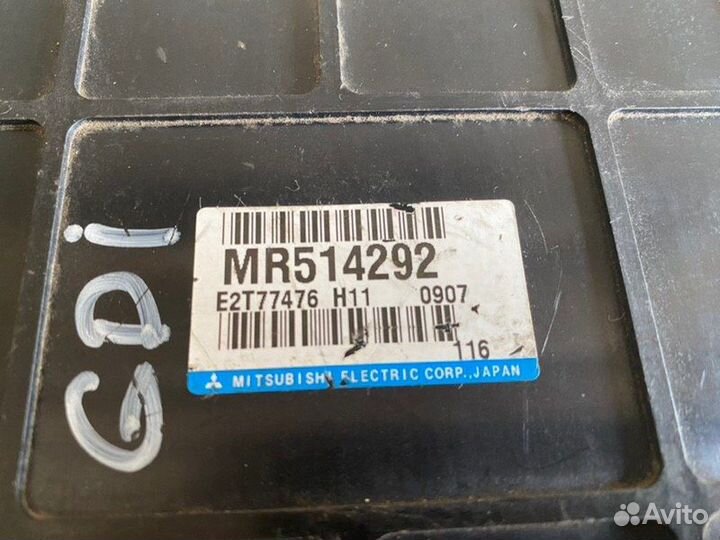 GDI
MR514292
E2T77476 H11 0907
116
MITSUBISHI ELECTRIC CORP.,JAPAN
Avito